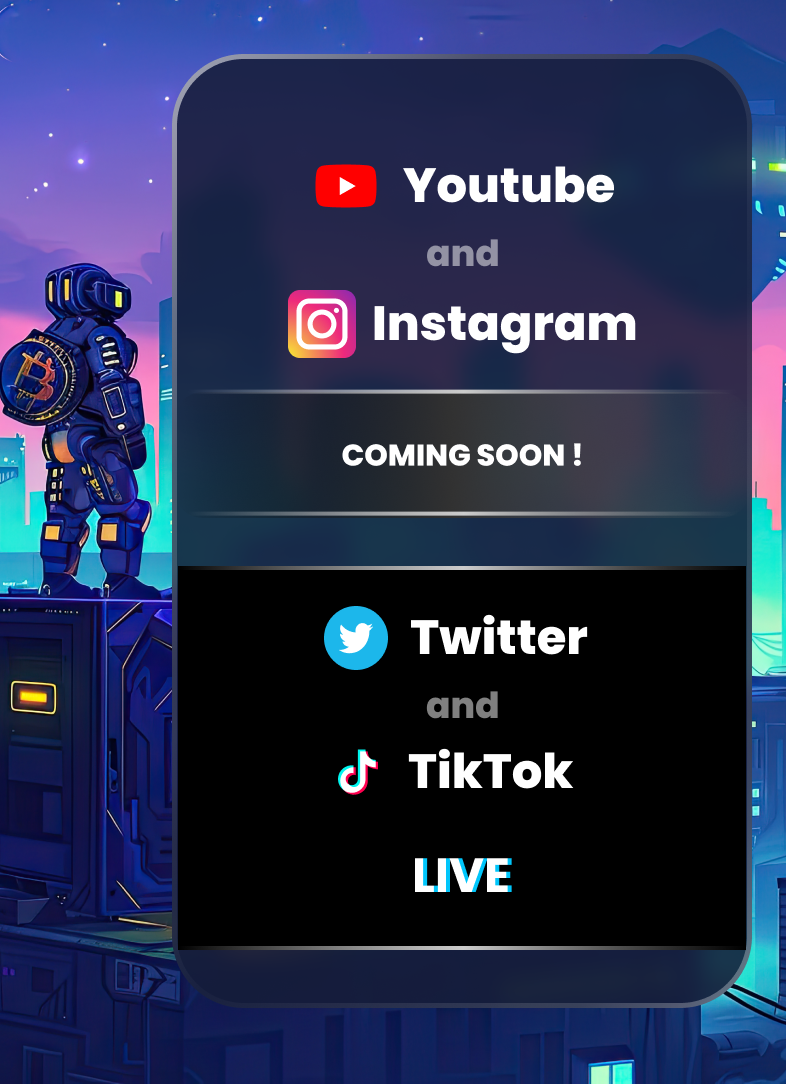 Youtube
and
Instagram
COMING SOON !
Twitter
and
TikTok
LIVE